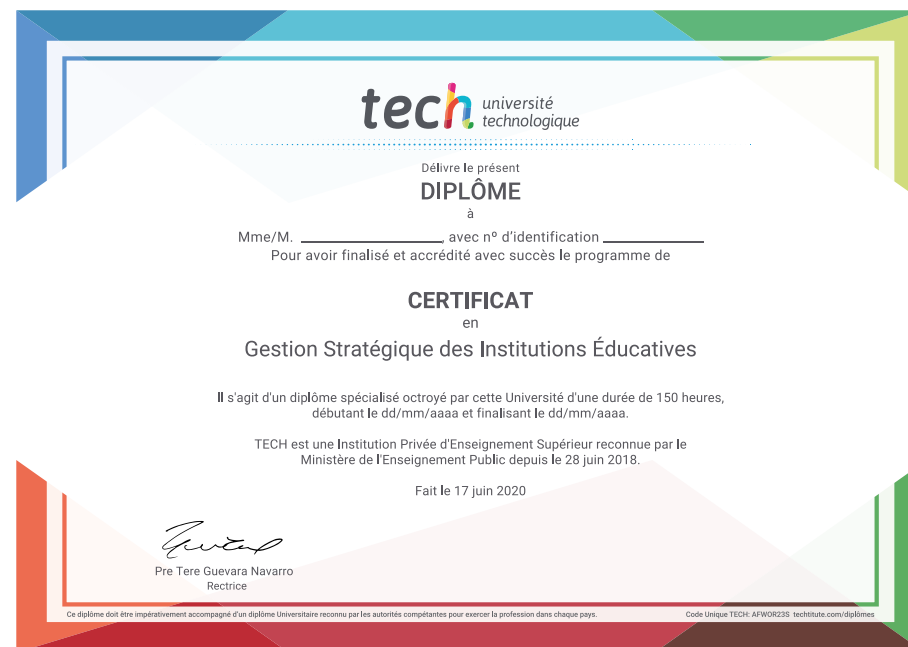 tech université
technologique
Délivre le présent
DIPLÔME
à
Mme/M. ____________________, avec nº d'identification ______________
Pour avoir finalisé et accrédité avec succès le programme de
CERTIFICAT
en
Gestion Stratégique des Institutions Éducatives
Il s'agit d'un diplôme spécialisé octroyé par cette Université d'une durée de 150 heures,
débutant le dd/mm/aaaa et finalisant le dd/mm/aaaa.
TECH est une Institution Privée d'Enseignement Supérieur reconnue par le
Ministère de l'Enseignement Public depuis le 28 juin 2018.
Fait le 17 juin 2020
Pre Tere Guevara Navarro
Rectrice
Ce diplôme doit être impérativement accompagné d'un diplôme Universitaire reconnu par les autorités compétentes pour exercer la profession dans chaque pays.
Code Unique TECH: AFWOR23S techtitute.com/diplômes